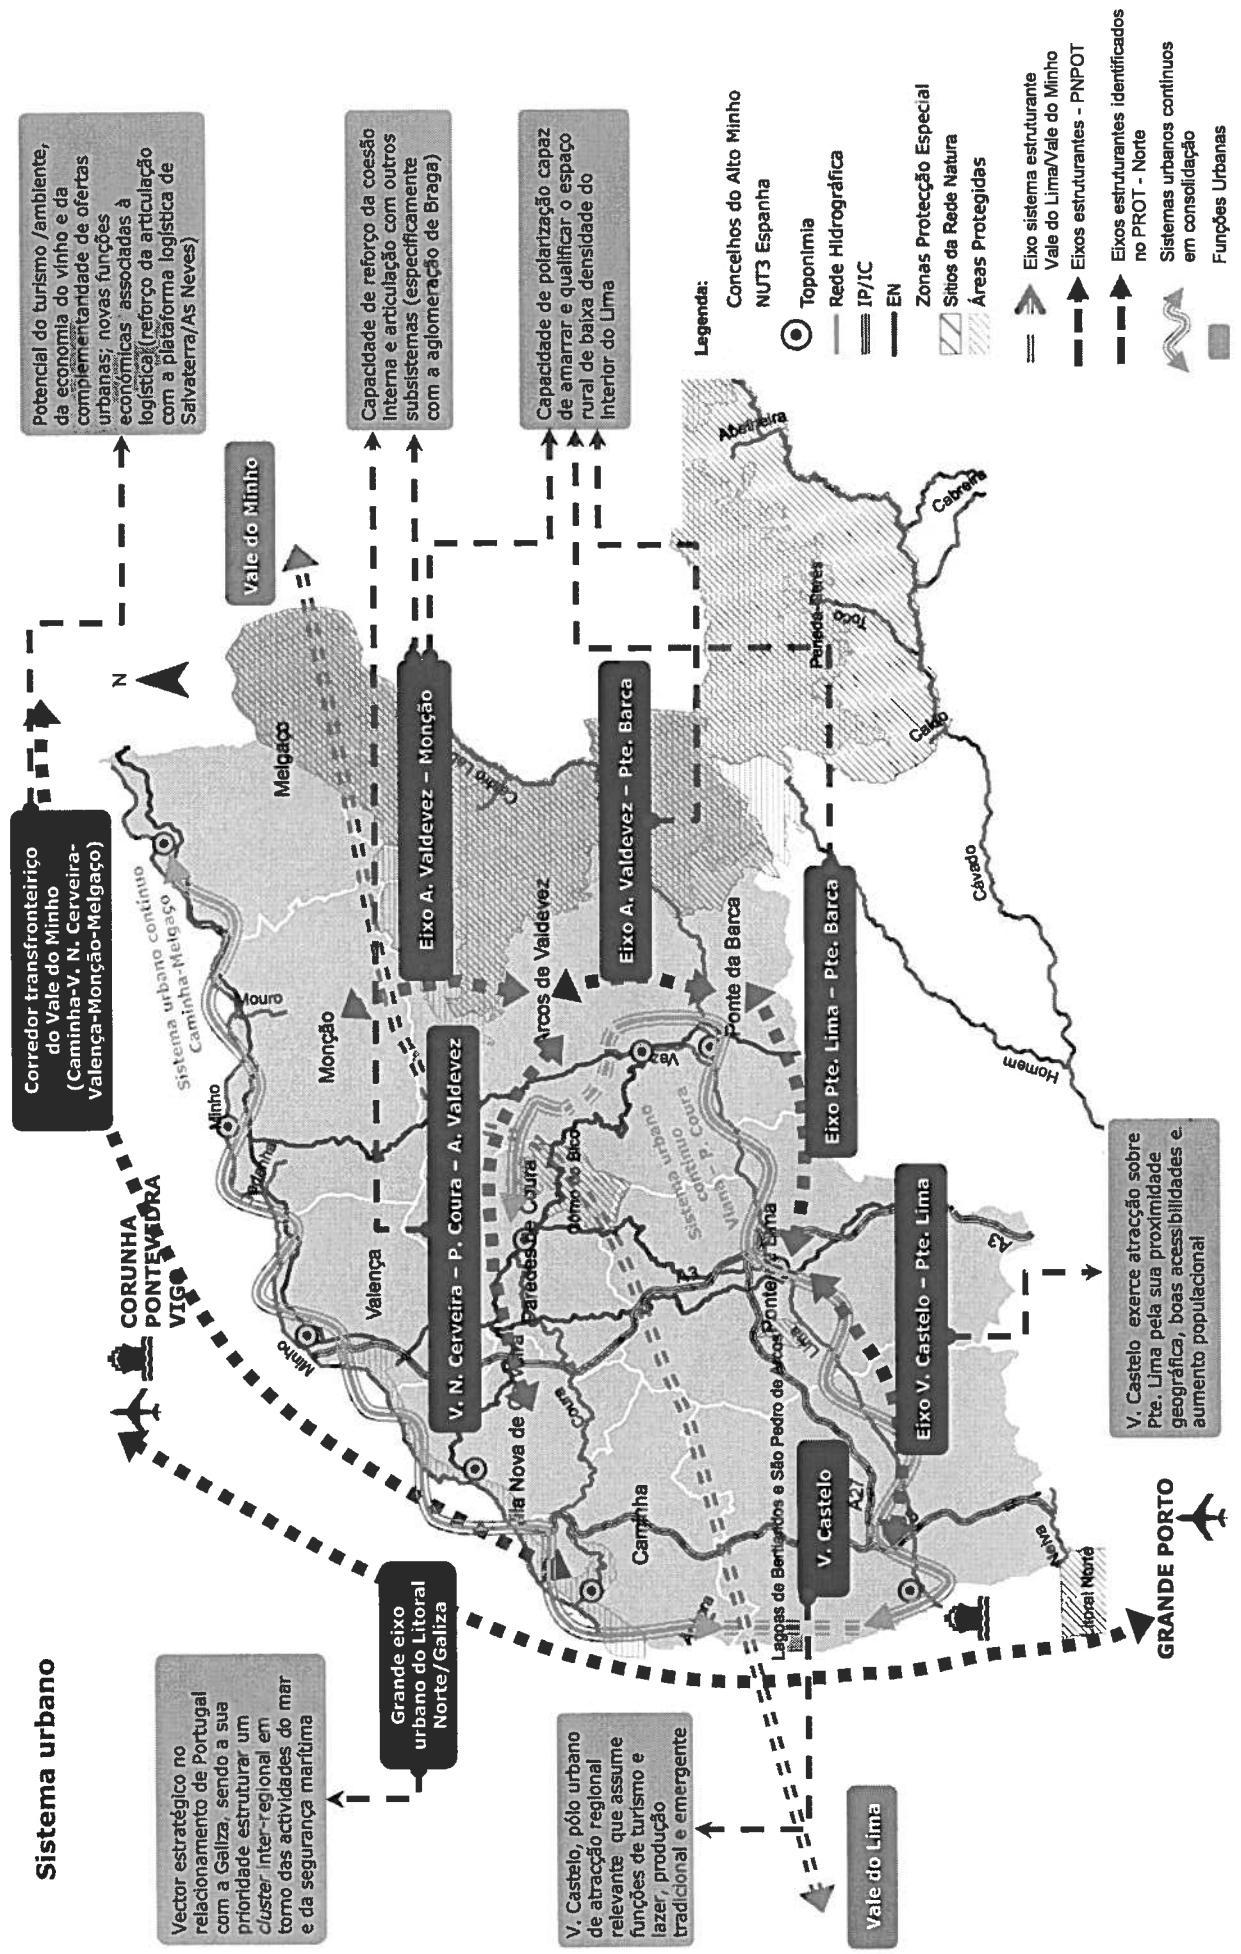 Sistema urbano
Vector estratégico no
relacionamento de Portugal
com a Galiza, sendo a sua
prioridade estruturar um
cluster inter-regional em
torno das actividades do mar
e da segurança marítima
Grande eixo
urbano do Litoral
Norte/Galiza
V. Castelo, pólo urbano
de atracção regional
relevante que assume
funções de turismo e
lazer, produção
tradicional e emergente
Vale do Lima
CORUNHA
PONTEVEDRA
VIGO
Corredor transfronteiriço
do Vale do Minho
(Caminha-V. N. Cerveira-
Valença-Monção-Melgaço)
N
Potencial do turismo /ambiente,
da economia do vinho e da
complementaridade de ofertas
urbanas; novas funções
económicas associadas à
logística (reforço da articulação
com a plataforma logística de
Salvaterra/As Neves)
Vale do Minho
Capacidade de reforço da coesão
interna e articulação com outros
subsistemas (especificamente
com a aglomeração de Braga)
Capacidade de polarização capaz
de amarrar e qualificar o espaço
rural de baixa densidade do
Interior do Lima
Sistema urbano contínuo
Caminha-Melgaço
Melgaço
Mouro
Minho
Monção
Valença
Minho
Eixo A. Valdevez – Monção
V. N. Cerveira – P. Coura – A. Valdevez
Arcos de Valdevez
Eixo A. Valdevez – Pte. Barca
Paredes de Coura
Corno do Bico
Vez
Ponte da Barca
Sistema urbano
contínuo
Viana – P. Coura
Coura
Caminha
A3
Lima
Lagoas de Bertiandos e São Pedro de Arcos
Eixo Pte. Lima – Pte. Barca
Eixo V. Castelo – Pte. Lima
V. Castelo
A27
A3
Neiva
Litoral Norte
GRANDE PORTO
Peneda-Gerês
Toco
Caldo
Cávado
Homem
Cabreira
Abelheira
V. Castelo exerce atracção sobre
Pte. Lima pela sua proximidade
geográfica, boas acessibilidades e
aumento populacional
Legenda:
Concelhos do Alto Minho
NUT3 Espanha
Toponimia
Rede Hidrográfica
IP/IC
EN
Zonas Protecção Especial
Sítios da Rede Natura
Áreas Protegidas
Eixo sistema estruturante
Vale do Lima/Vale do Minho
Eixos estruturantes - PNPOT
Eixos estruturantes identificados
no PROT - Norte
Sistemas urbanos contínuos
em consolidação
Funções Urbanas